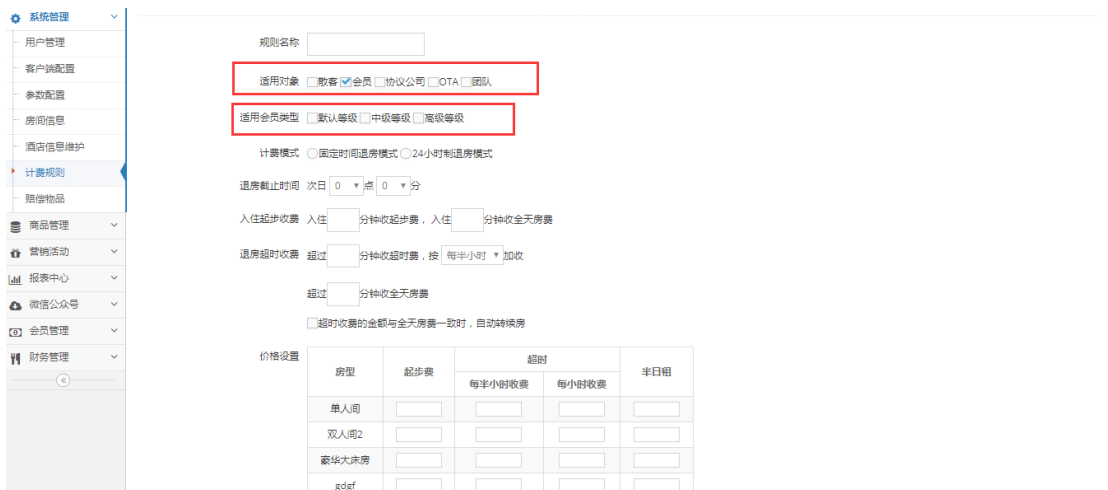 系统管理
用户管理
客户端配置
参数配置
房间信息
酒店信息维护
计费规则
赔偿物品
商品管理
营销活动
报表中心
微信公众号
会员管理
财务管理
规则名称
适用对象 散客 会员 协议公司 OTA 团队
适用会员类型 默认等级 中级等级 高级等级
计费模式 固定时间退房模式 24小时制退房模式
退房截止时间 次日 0 点 0 分
入住起步收费 入住 分钟收起步费，入住 分钟收全天房费
退房超时收费 超过 分钟收超时费，按 每半小时 加收
超过 分钟收全天房费
超时收费的金额与全天房费一致时，自动转续房
价格设置
房型 起步费 超时 半日租
每半小时收费 每小时收费
单人间
双人间2
豪华大床房
gdgf